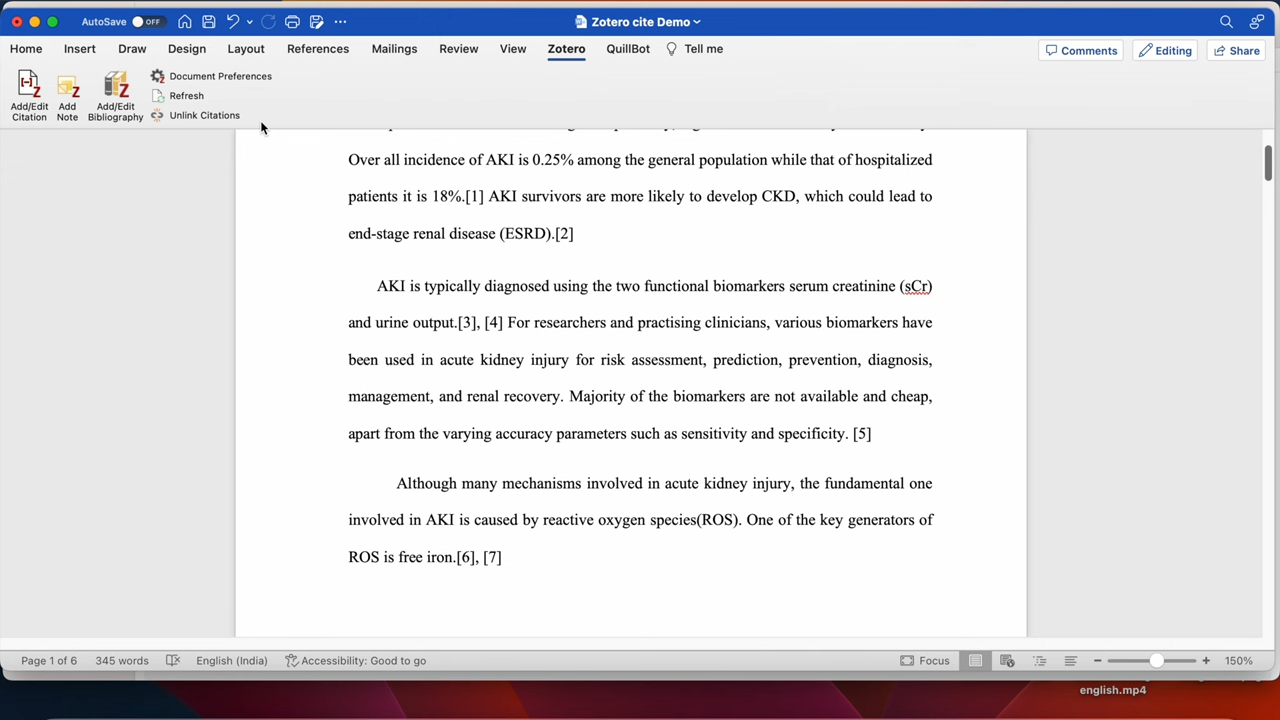 AutoSave OFF
Zotero cite Demo
Home Insert Draw Design Layout References Mailings Review View Zotero QuillBot Tell me
Comments Editing Share
Add/Edit Citation
Add Note
Add/Edit Bibliography
Document Preferences
Refresh
Unlink Citations
Over all incidence of AKI is 0.25% among the general population while that of hospitalized
patients it is 18%.[1] AKI survivors are more likely to develop CKD, which could lead to
end-stage renal disease (ESRD).[2]
AKI is typically diagnosed using the two functional biomarkers serum creatinine (sCr)
and urine output.[3], [4] For researchers and practising clinicians, various biomarkers have
been used in acute kidney injury for risk assessment, prediction, prevention, diagnosis,
management, and renal recovery. Majority of the biomarkers are not available and cheap,
apart from the varying accuracy parameters such as sensitivity and specificity. [5]
Although many mechanisms involved in acute kidney injury, the fundamental one
involved in AKI is caused by reactive oxygen species(ROS). One of the key generators of
ROS is free iron.[6], [7]
Page 1 of 6 345 words English (India) Accessibility: Good to go Focus 150%
english.mp4